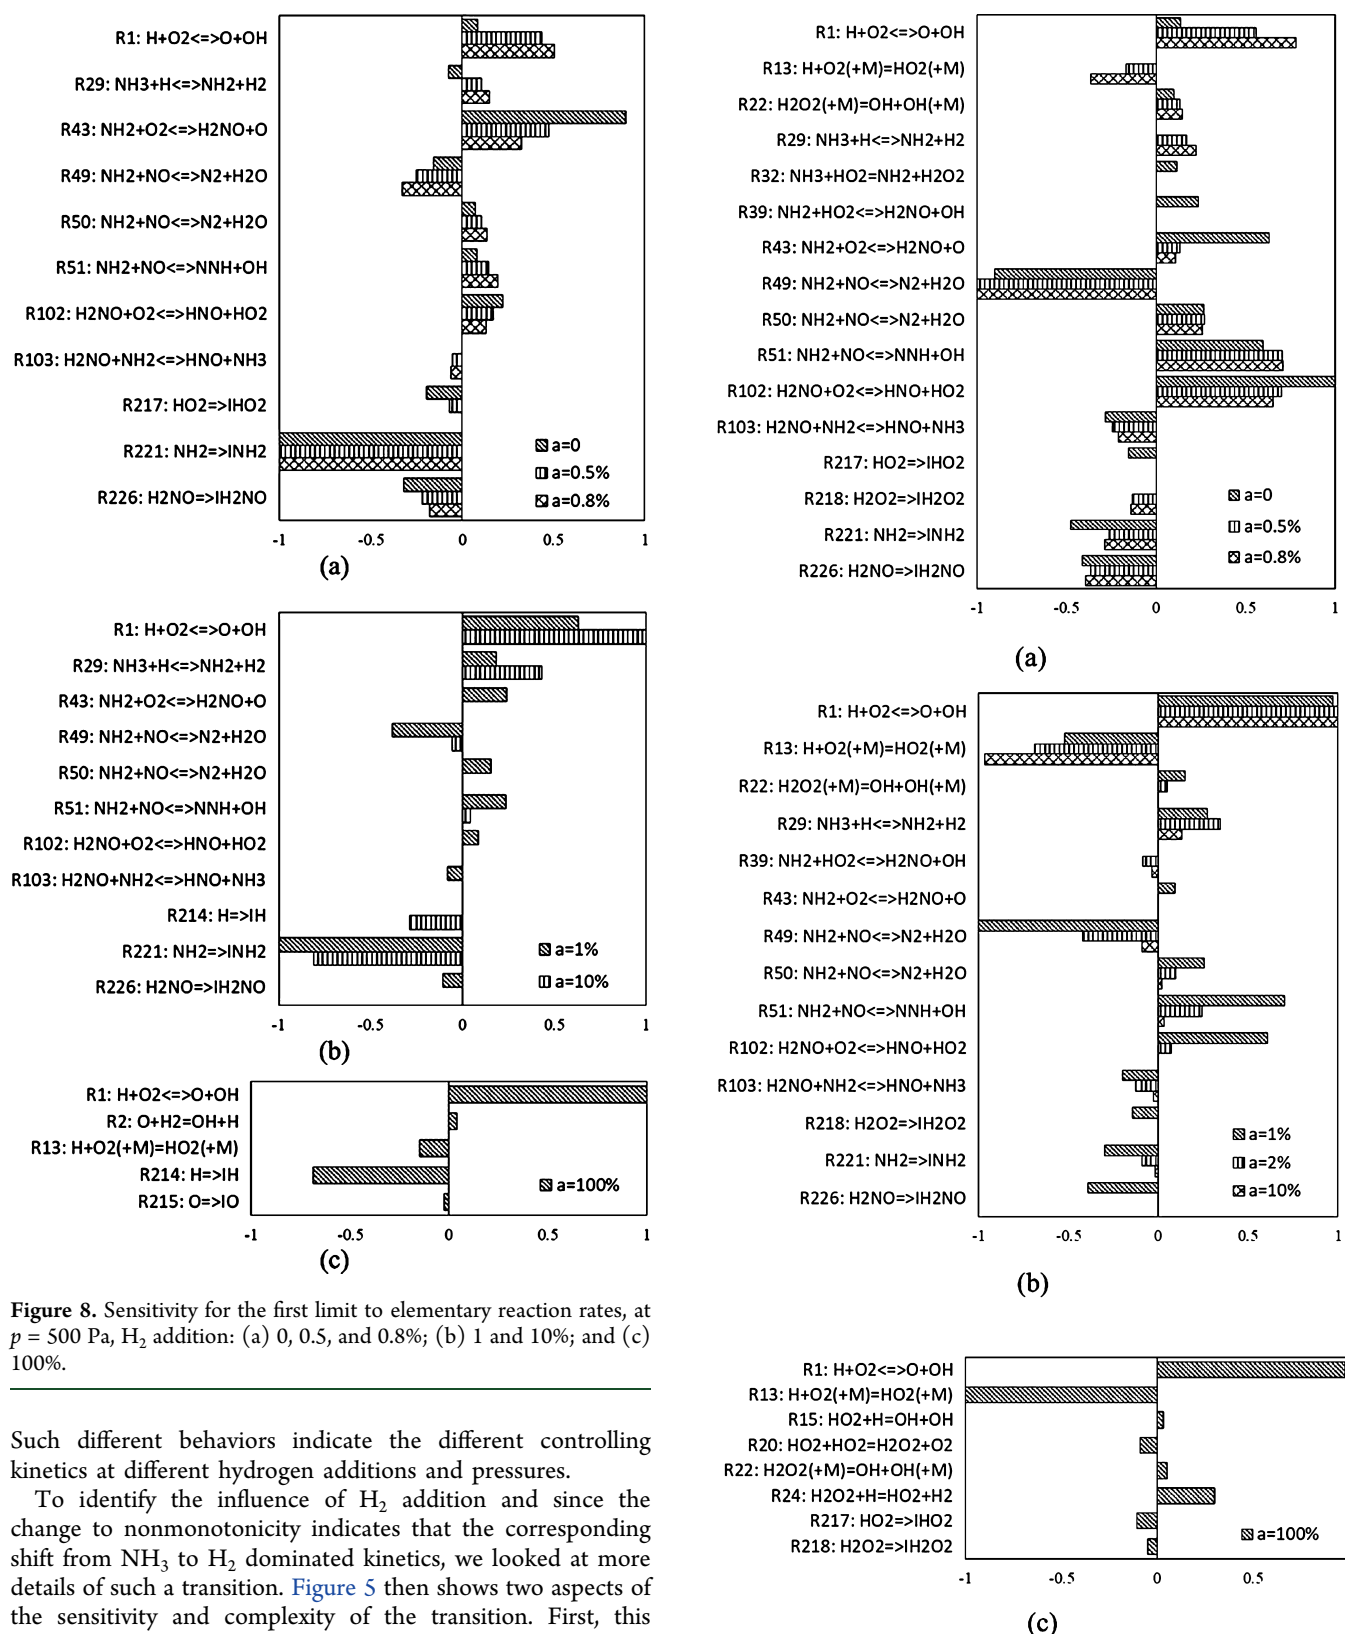 R1: H+O2<=>O+OH
R29: NH3+H<=>NH2+H2
R43: NH2+O2<=>H2NO+O
R49: NH2+NO<=>N2+H2O
R50: NH2+NO<=>N2+H2O
R51: NH2+NO<=>NNH+OH
R102: H2NO+O2<=>HNO+HO2
R103: H2NO+NH2<=>HNO+NH3
R217: HO2=>IHO2
R221: NH2=>INH2
R226: H2NO=>IH2NO
a=0
a=0.5%
a=0.8%
-1 -0.5 0 0.5 1
(a)
R1: H+O2<=>O+OH
R29: NH3+H<=>NH2+H2
R43: NH2+O2<=>H2NO+O
R49: NH2+NO<=>N2+H2O
R50: NH2+NO<=>N2+H2O
R51: NH2+NO<=>NNH+OH
R102: H2NO+O2<=>HNO+HO2
R103: H2NO+NH2<=>HNO+NH3
R214: H=>IH
R221: NH2=>INH2
R226: H2NO=>IH2NO
a=1%
a=10%
-1 -0.5 0 0.5 1
(b)
R1: H+O2<=>O+OH
R2: O+H2=OH+H
R13: H+O2(+M)=HO2(+M)
R214: H=>IH
R215: O=>IO
a=100%
-1 -0.5 0 0.5 1
(c)
Figure 8. Sensitivity for the first limit to elementary reaction rates, at
p = 500 Pa, H2 addition: (a) 0, 0.5, and 0.8%; (b) 1 and 10%; and (c)
100%.
Such different behaviors indicate the different controlling
kinetics at different hydrogen additions and pressures.
To identify the influence of H2 addition and since the
change to nonmonotonicity indicates that the corresponding
shift from NH3 to H2 dominated kinetics, we looked at more
details of such a transition. Figure 5 then shows two aspects of
the sensitivity and complexity of the transition. First, this
R1: H+O2<=>O+OH
R13: H+O2(+M)=HO2(+M)
R22: H2O2(+M)=OH+OH(+M)
R29: NH3+H<=>NH2+H2
R32: NH3+HO2=NH2+H2O2
R39: NH2+HO2<=>H2NO+OH
R43: NH2+O2<=>H2NO+O
R49: NH2+NO<=>N2+H2O
R50: NH2+NO<=>N2+H2O
R51: NH2+NO<=>NNH+OH
R102: H2NO+O2<=>HNO+HO2
R103: H2NO+NH2<=>HNO+NH3
R217: HO2=>IHO2
R218: H2O2=>IH2O2
R221: NH2=>INH2
R226: H2NO=>IH2NO
a=0
a=0.5%
a=0.8%
-1 -0.5 0 0.5 1
(a)
R1: H+O2<=>O+OH
R13: H+O2(+M)=HO2(+M)
R22: H2O2(+M)=OH+OH(+M)
R29: NH3+H<=>NH2+H2
R39: NH2+HO2<=>H2NO+OH
R43: NH2+O2<=>H2NO+O
R49: NH2+NO<=>N2+H2O
R50: NH2+NO<=>N2+H2O
R51: NH2+NO<=>NNH+OH
R102: H2NO+O2<=>HNO+HO2
R103: H2NO+NH2<=>HNO+NH3
R218: H2O2=>IH2O2
R221: NH2=>INH2
R226: H2NO=>IH2NO
a=1%
a=2%
a=10%
-1 -0.5 0 0.5 1
(b)
R1: H+O2<=>O+OH
R13: H+O2(+M)=HO2(+M)
R15: HO2+H=OH+OH
R20: HO2+HO2=H2O2+O2
R22: H2O2(+M)=OH+OH(+M)
R24: H2O2+H=HO2+H2
R217: HO2=>IHO2
R218: H2O2=>IH2O2
a=100%
-1 -0.5 0 0.5
(c)